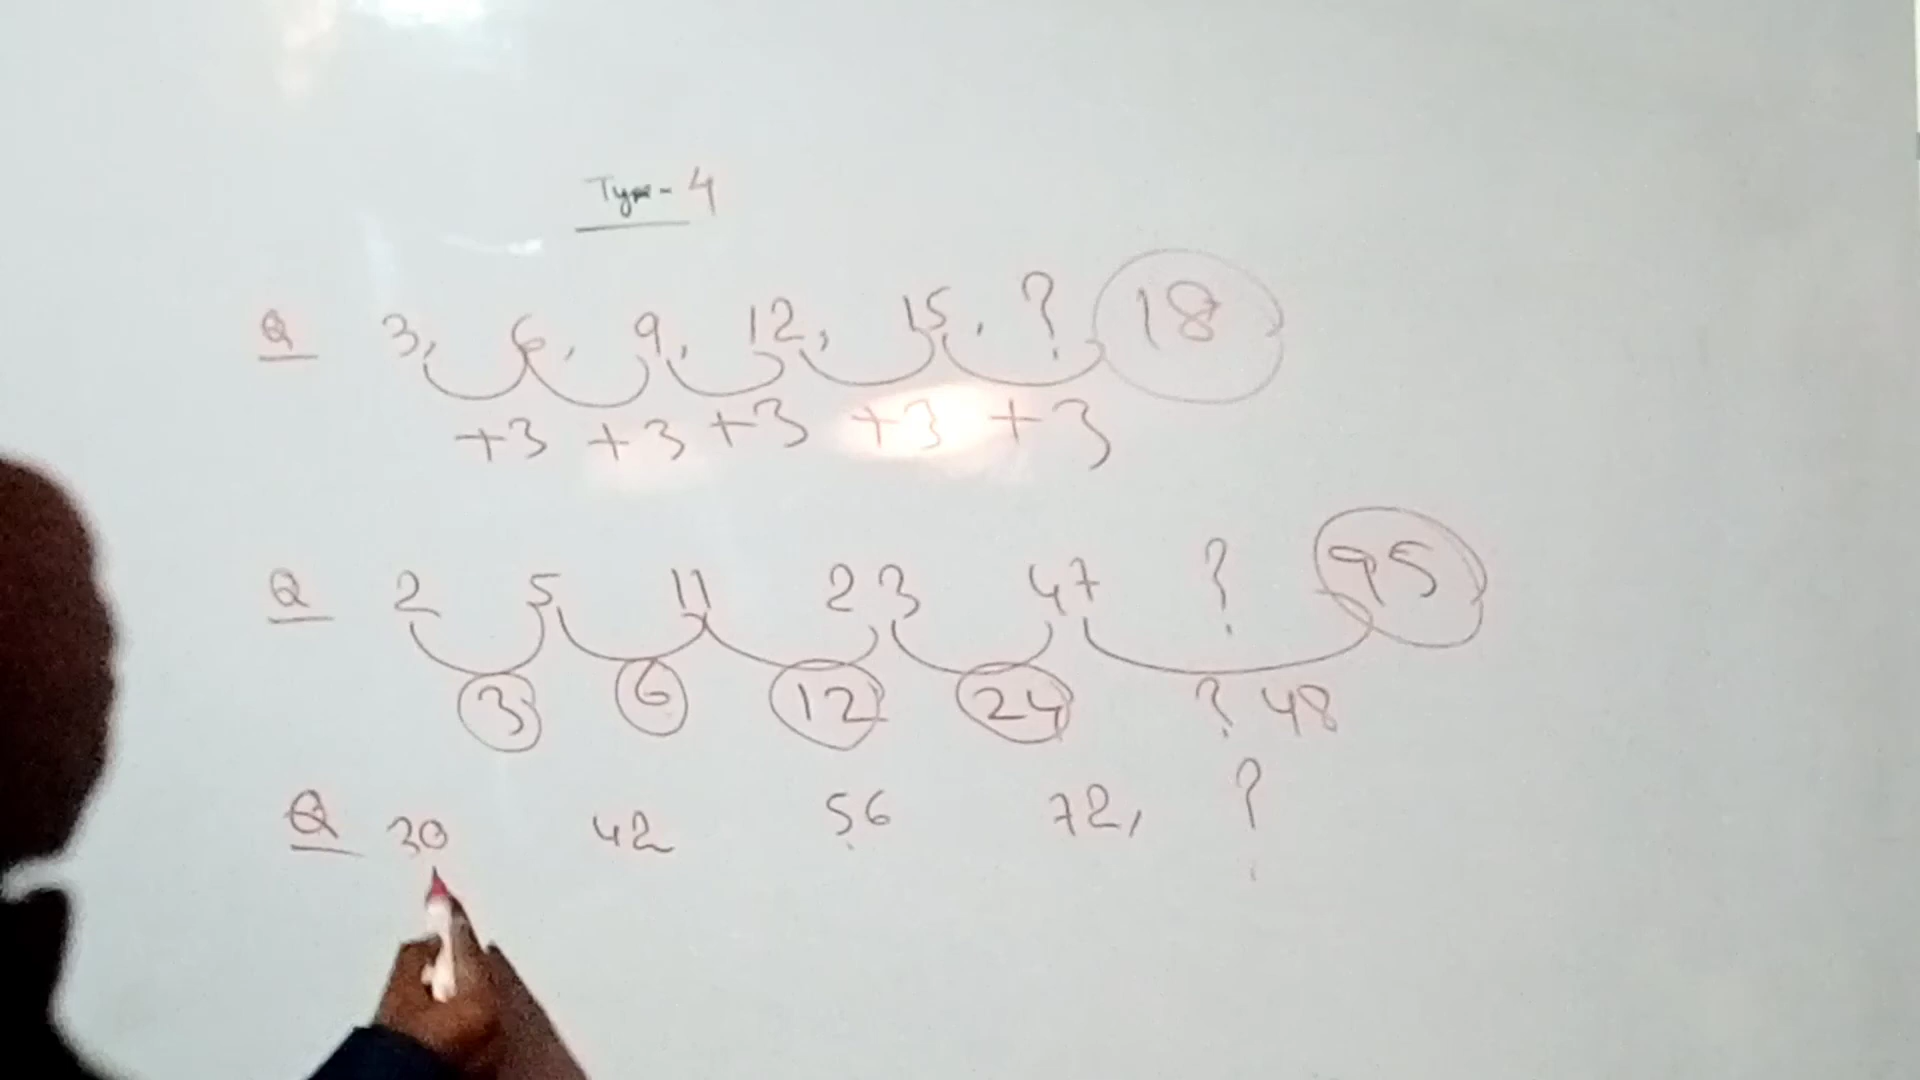 Type - 4
Q 3, 6, 9, 12, 15, ? 18
+3 +3 +3 +3 +3
Q 2 5 11 23 47 ? 95
3 6 12 24 ? 48
Q 30 42 56 72, ?